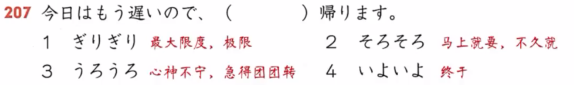 207 今日はもう遅いので、（　　　）帰ります。
1 ぎりぎり 最大限度，极限 2 そろそろ 马上就要，不久就
3 うろうろ 心神不宁，急得团团转 4 いよいよ 终于